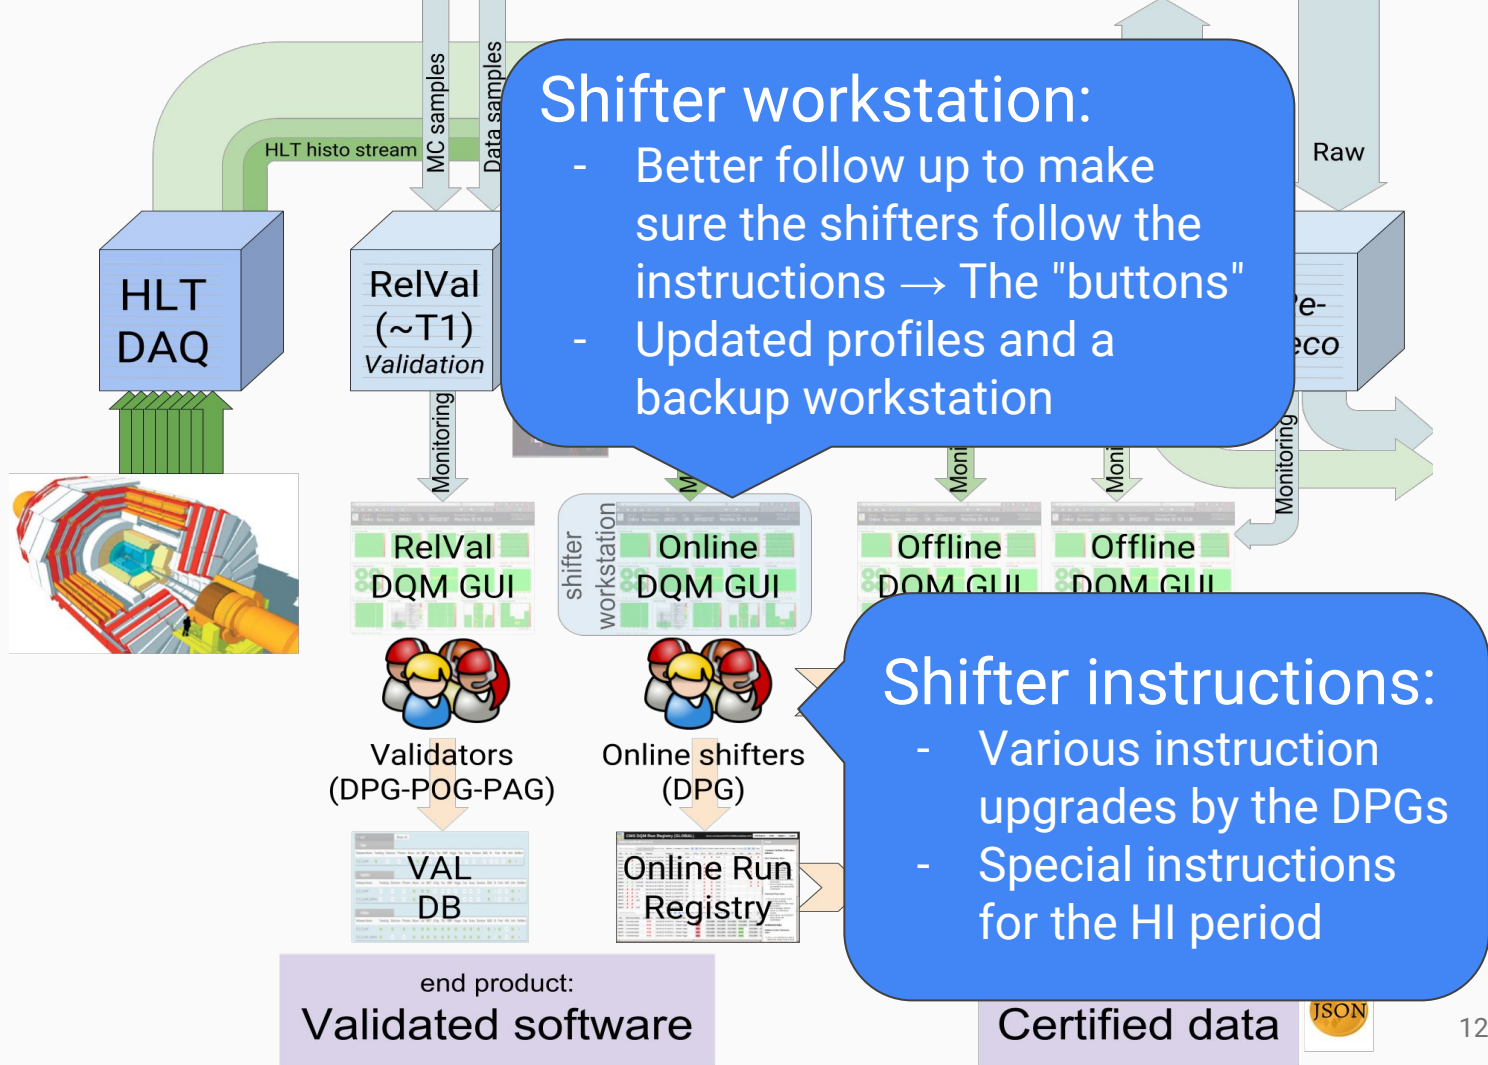 MC samples
Data samples
HLT histo stream
Raw
Shifter workstation:
- Better follow up to make
sure the shifters follow the
instructions → The "buttons"
- Updated profiles and a
backup workstation
HLT
DAQ
RelVal
(~T1)
Validation
Monitoring
Monitoring
shifter
workstation
RelVal
DQM GUI
Online
DQM GUI
Offline
DQM GUI
Offline
DQM GUI
Shifter instructions:
- Various instruction
upgrades by the DPGs
- Special instructions
for the HI period
Validators
(DPG-POG-PAG)
Online shifters
(DPG)
VAL
DB
Online Run
Registry
end product:
Validated software
Certified data
JSON
12